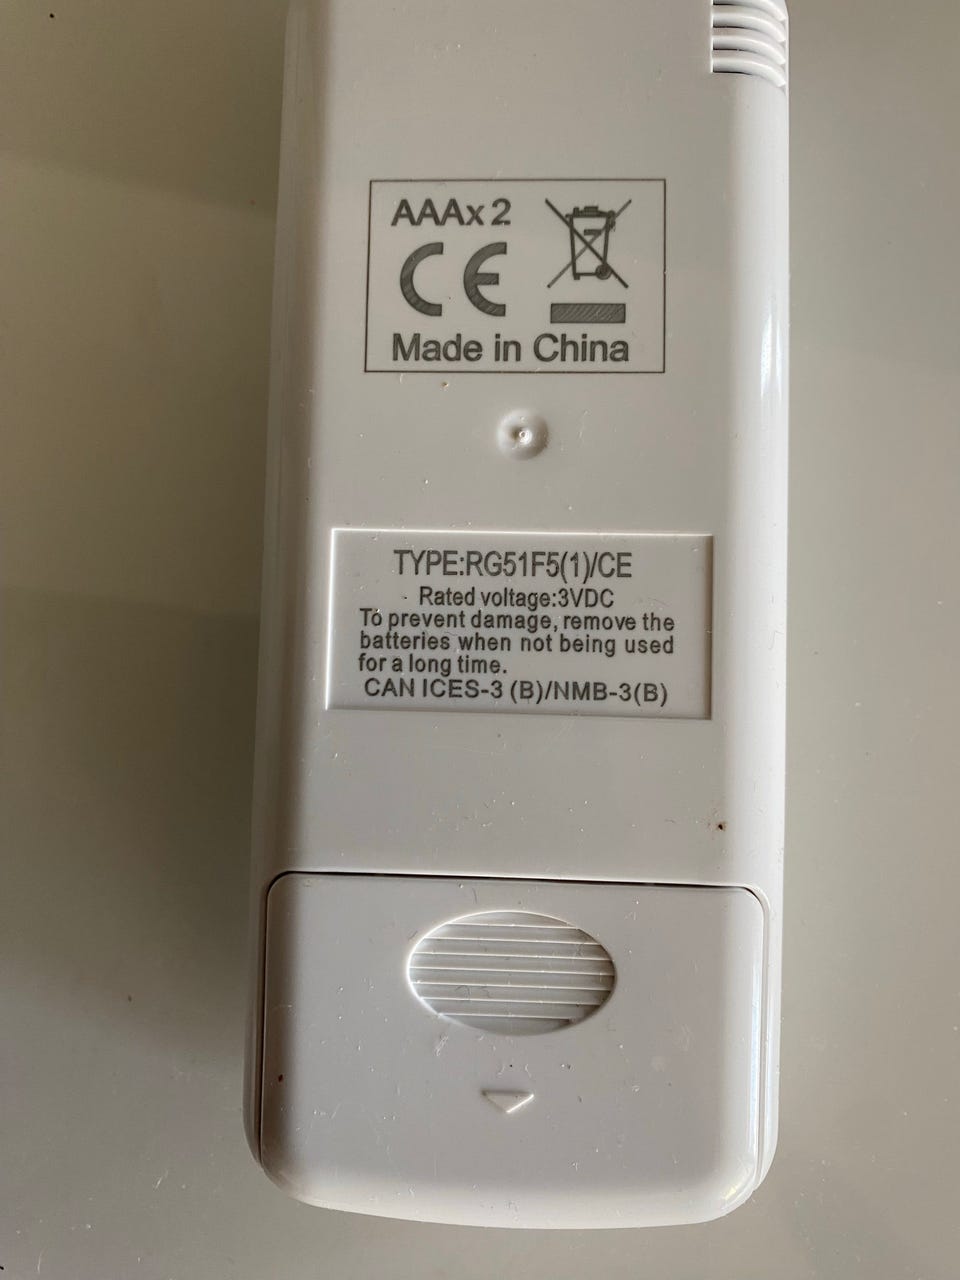 AAAx2
CE
Made in China
TYPE:RG51F5(1)/CE
Rated voltage:3VDC
To prevent damage, remove the
batteries when not being used
for a long time.
CAN ICES-3 (B)/NMB-3(B)